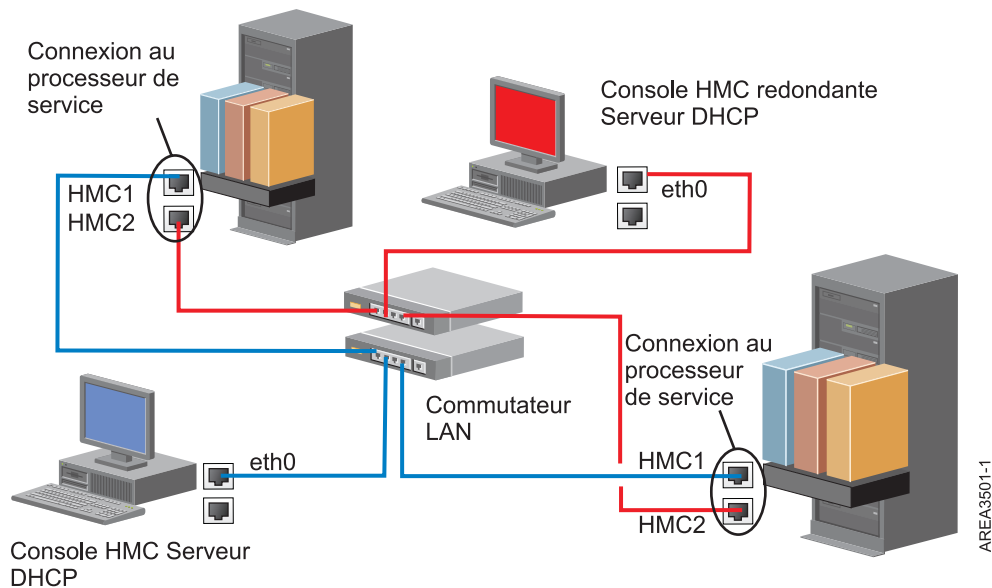 Connexion au
processeur de
service
Console HMC redondante
Serveur DHCP
HMC1
HMC2
eth0
Connexion au
processeur
de service
Commutateur
LAN
eth0
HMC1
HMC2
Console HMC Serveur
DHCP
AREA3501-1